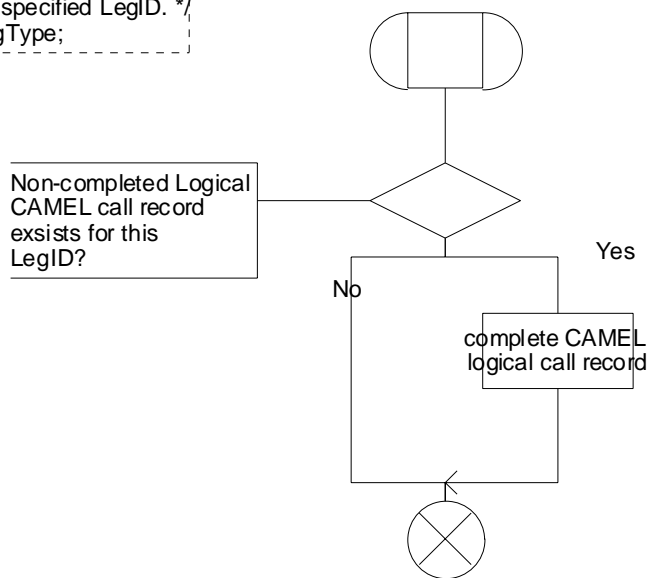 specified LegID. */
gType;
Non-completed Logical
CAMEL call record
exsists for this
LegID?
Yes
No
complete CAMEL
logical call record